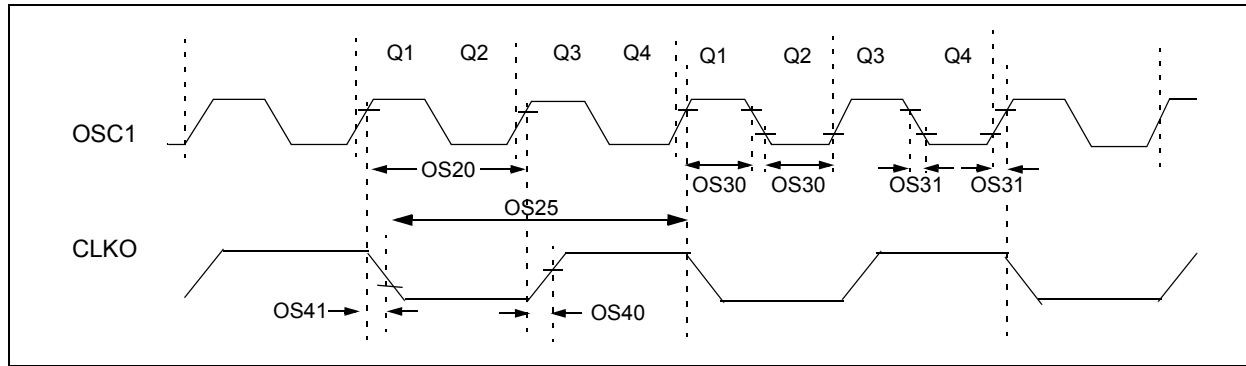 Q1 Q2 Q3 Q4 Q1 Q2 Q3 Q4
OSC1
OS20 OS30 OS30 OS31 OS31
OS25
CLKO
OS41 OS40